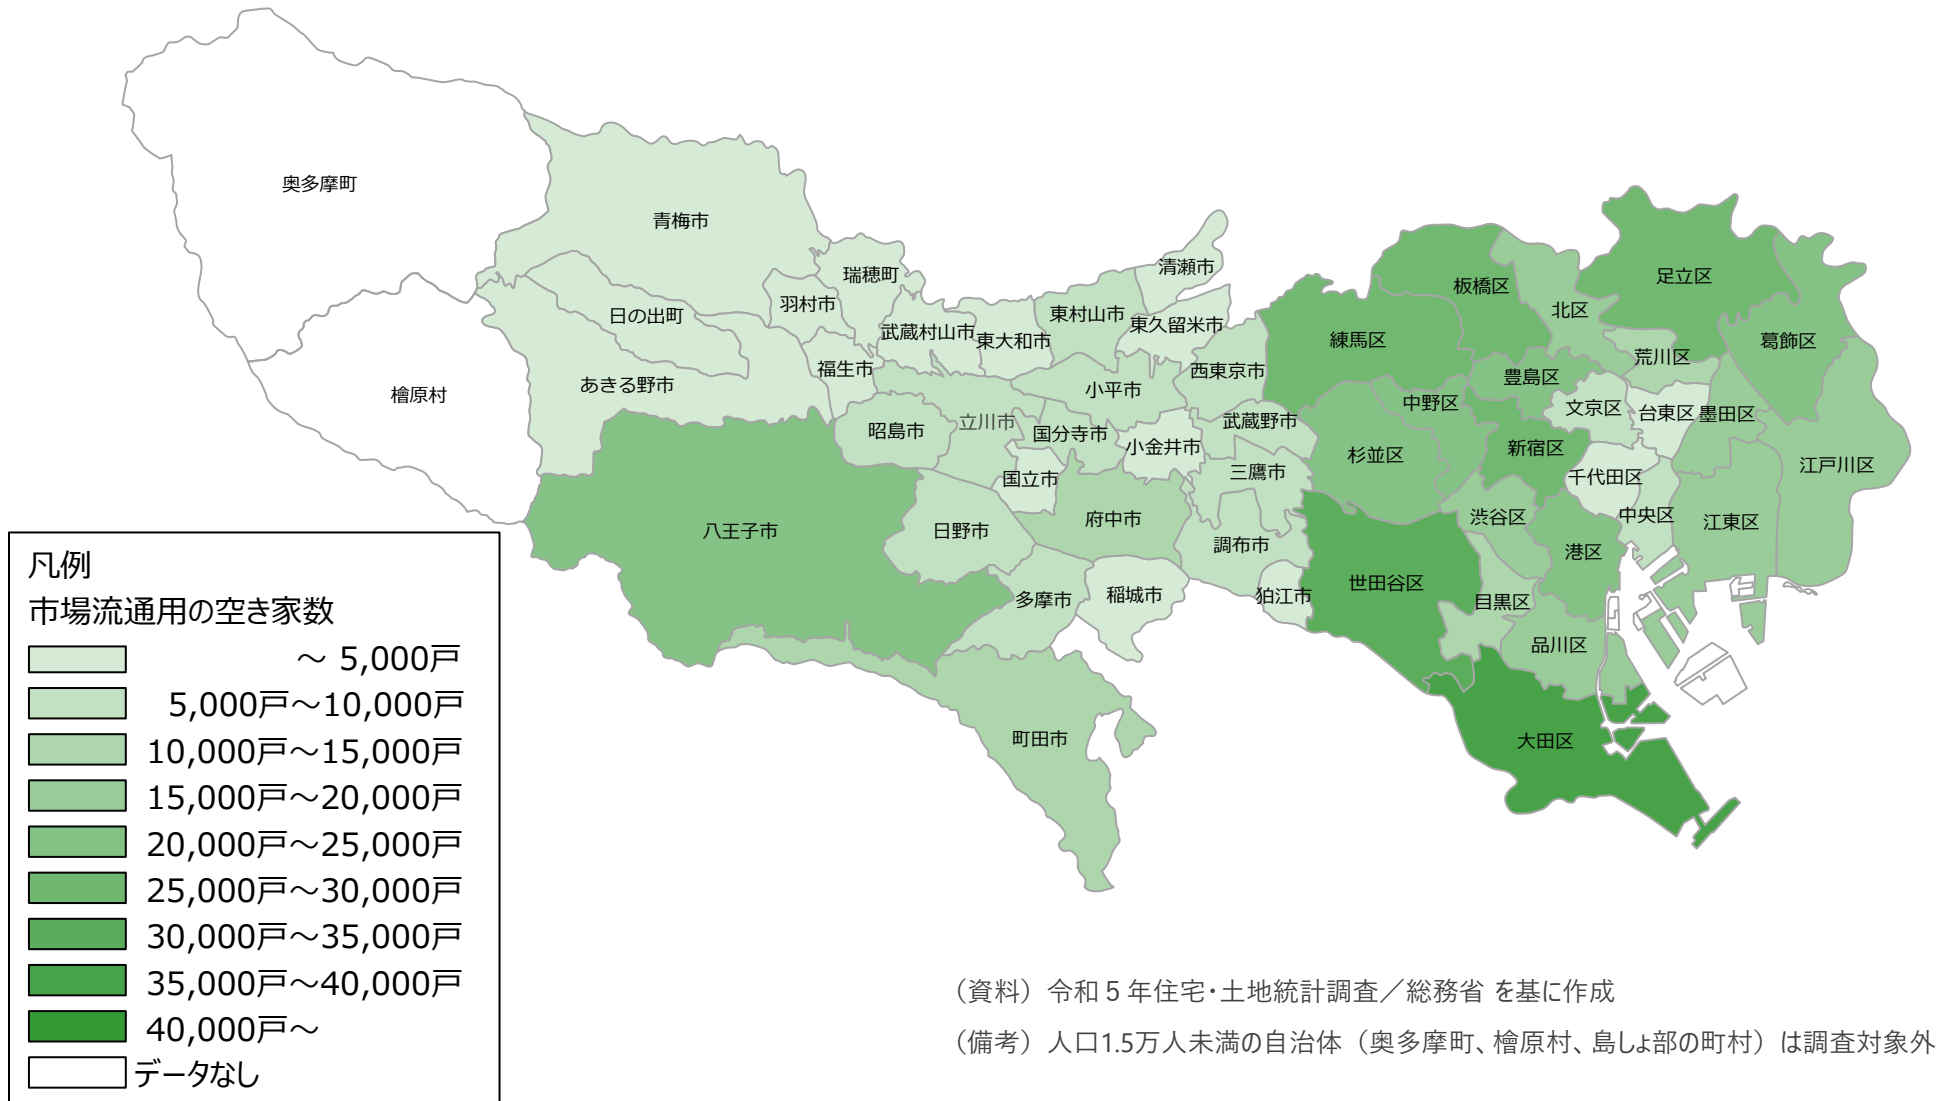 奥多摩町
青梅市
瑞穂町
清瀬市
足立区
板橋区
羽村市
日の出町
東村山市
北区
武蔵村山市
東大和市
東久留米市
練馬区
葛飾区
荒川区
福生市
西東京市
豊島区
あきる野市
檜原村
小平市
中野区
文京区
台東区
墨田区
昭島市
立川市
国分寺市
武蔵野市
小金井市
新宿区
杉並区
江戸川区
国立市
三鷹市
千代田区
八王子市
日野市
府中市
調布市
渋谷区
中央区
江東区
港区
世田谷区
多摩市
稲城市
狛江市
目黒区
品川区
町田市
大田区
凡例
市場流通用の空き家数
～ 5,000戸
5,000戸～10,000戸
10,000戸～15,000戸
15,000戸～20,000戸
20,000戸～25,000戸
25,000戸～30,000戸
30,000戸～35,000戸
35,000戸～40,000戸
40,000戸～
データなし
（資料）令和５年住宅・土地統計調査／総務省 を基に作成
（備考）人口1.5万人未満の自治体（奥多摩町、檜原村、島しょ部の町村）は調査対象外